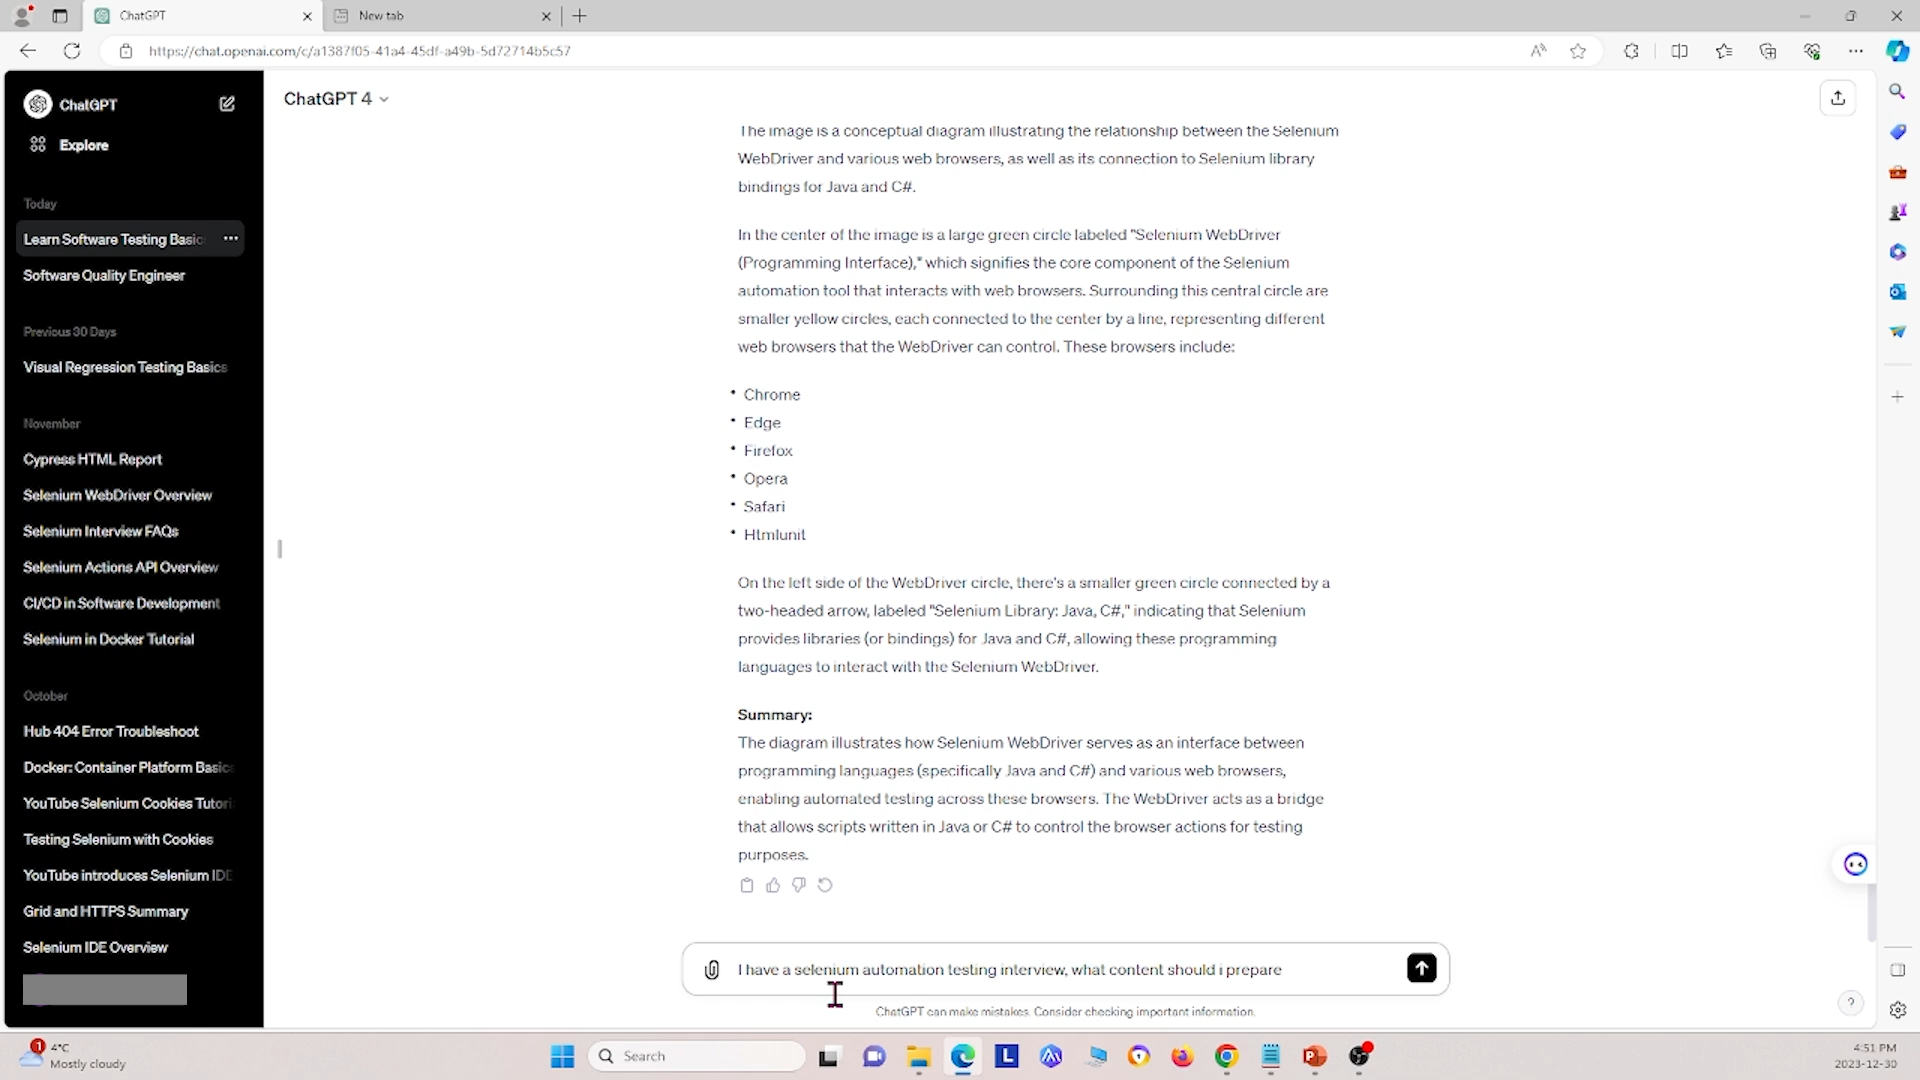 ChatGPT
New tab
https://chat.openai.com/c/a1387f05-41a4-45df-a49b-5d72714b5c57
ChatGPT
Explore
Today
Learn Software Testing Basic
Software Quality Engineer
Previous 30 Days
Visual Regression Testing Basics
November
Cypress HTML Report
Selenium WebDriver Overview
Selenium Interview FAQs
Selenium Actions API Overview
CI/CD in Software Development
Selenium in Docker Tutorial
October
Hub 404 Error Troubleshoot
Docker: Container Platform Basics
YouTube Selenium Cookies Tutori
Testing Selenium with Cookies
YouTube introduces Selenium IDE
Grid and HTTPS Summary
Selenium IDE Overview
ChatGPT 4
The image is a conceptual diagram illustrating the relationship between the Selenium
WebDriver and various web browsers, as well as its connection to Selenium library
bindings for Java and C#.
In the center of the image is a large green circle labeled "Selenium WebDriver
(Programming Interface)," which signifies the core component of the Selenium
automation tool that interacts with web browsers. Surrounding this central circle are
smaller yellow circles, each connected to the center by a line, representing different
web browsers that the WebDriver can control. These browsers include:
• Chrome
• Edge
• Firefox
• Opera
• Safari
• Htmlunit
On the left side of the WebDriver circle, there's a smaller green circle connected by a
two-headed arrow, labeled "Selenium Library: Java, C#," indicating that Selenium
provides libraries (or bindings) for Java and C#, allowing these programming
languages to interact with the Selenium WebDriver.
Summary:
The diagram illustrates how Selenium WebDriver serves as an interface between
programming languages (specifically Java and C#) and various web browsers,
enabling automated testing across these browsers. The WebDriver acts as a bridge
that allows scripts written in Java or C# to control the browser actions for testing
purposes.
I have a selenium automation testing interview, what content should i prepare
ChatGPT can make mistakes. Consider checking important information.
?
1
4°C
Mostly cloudy
Search
L
4:51 PM
2023-12-30